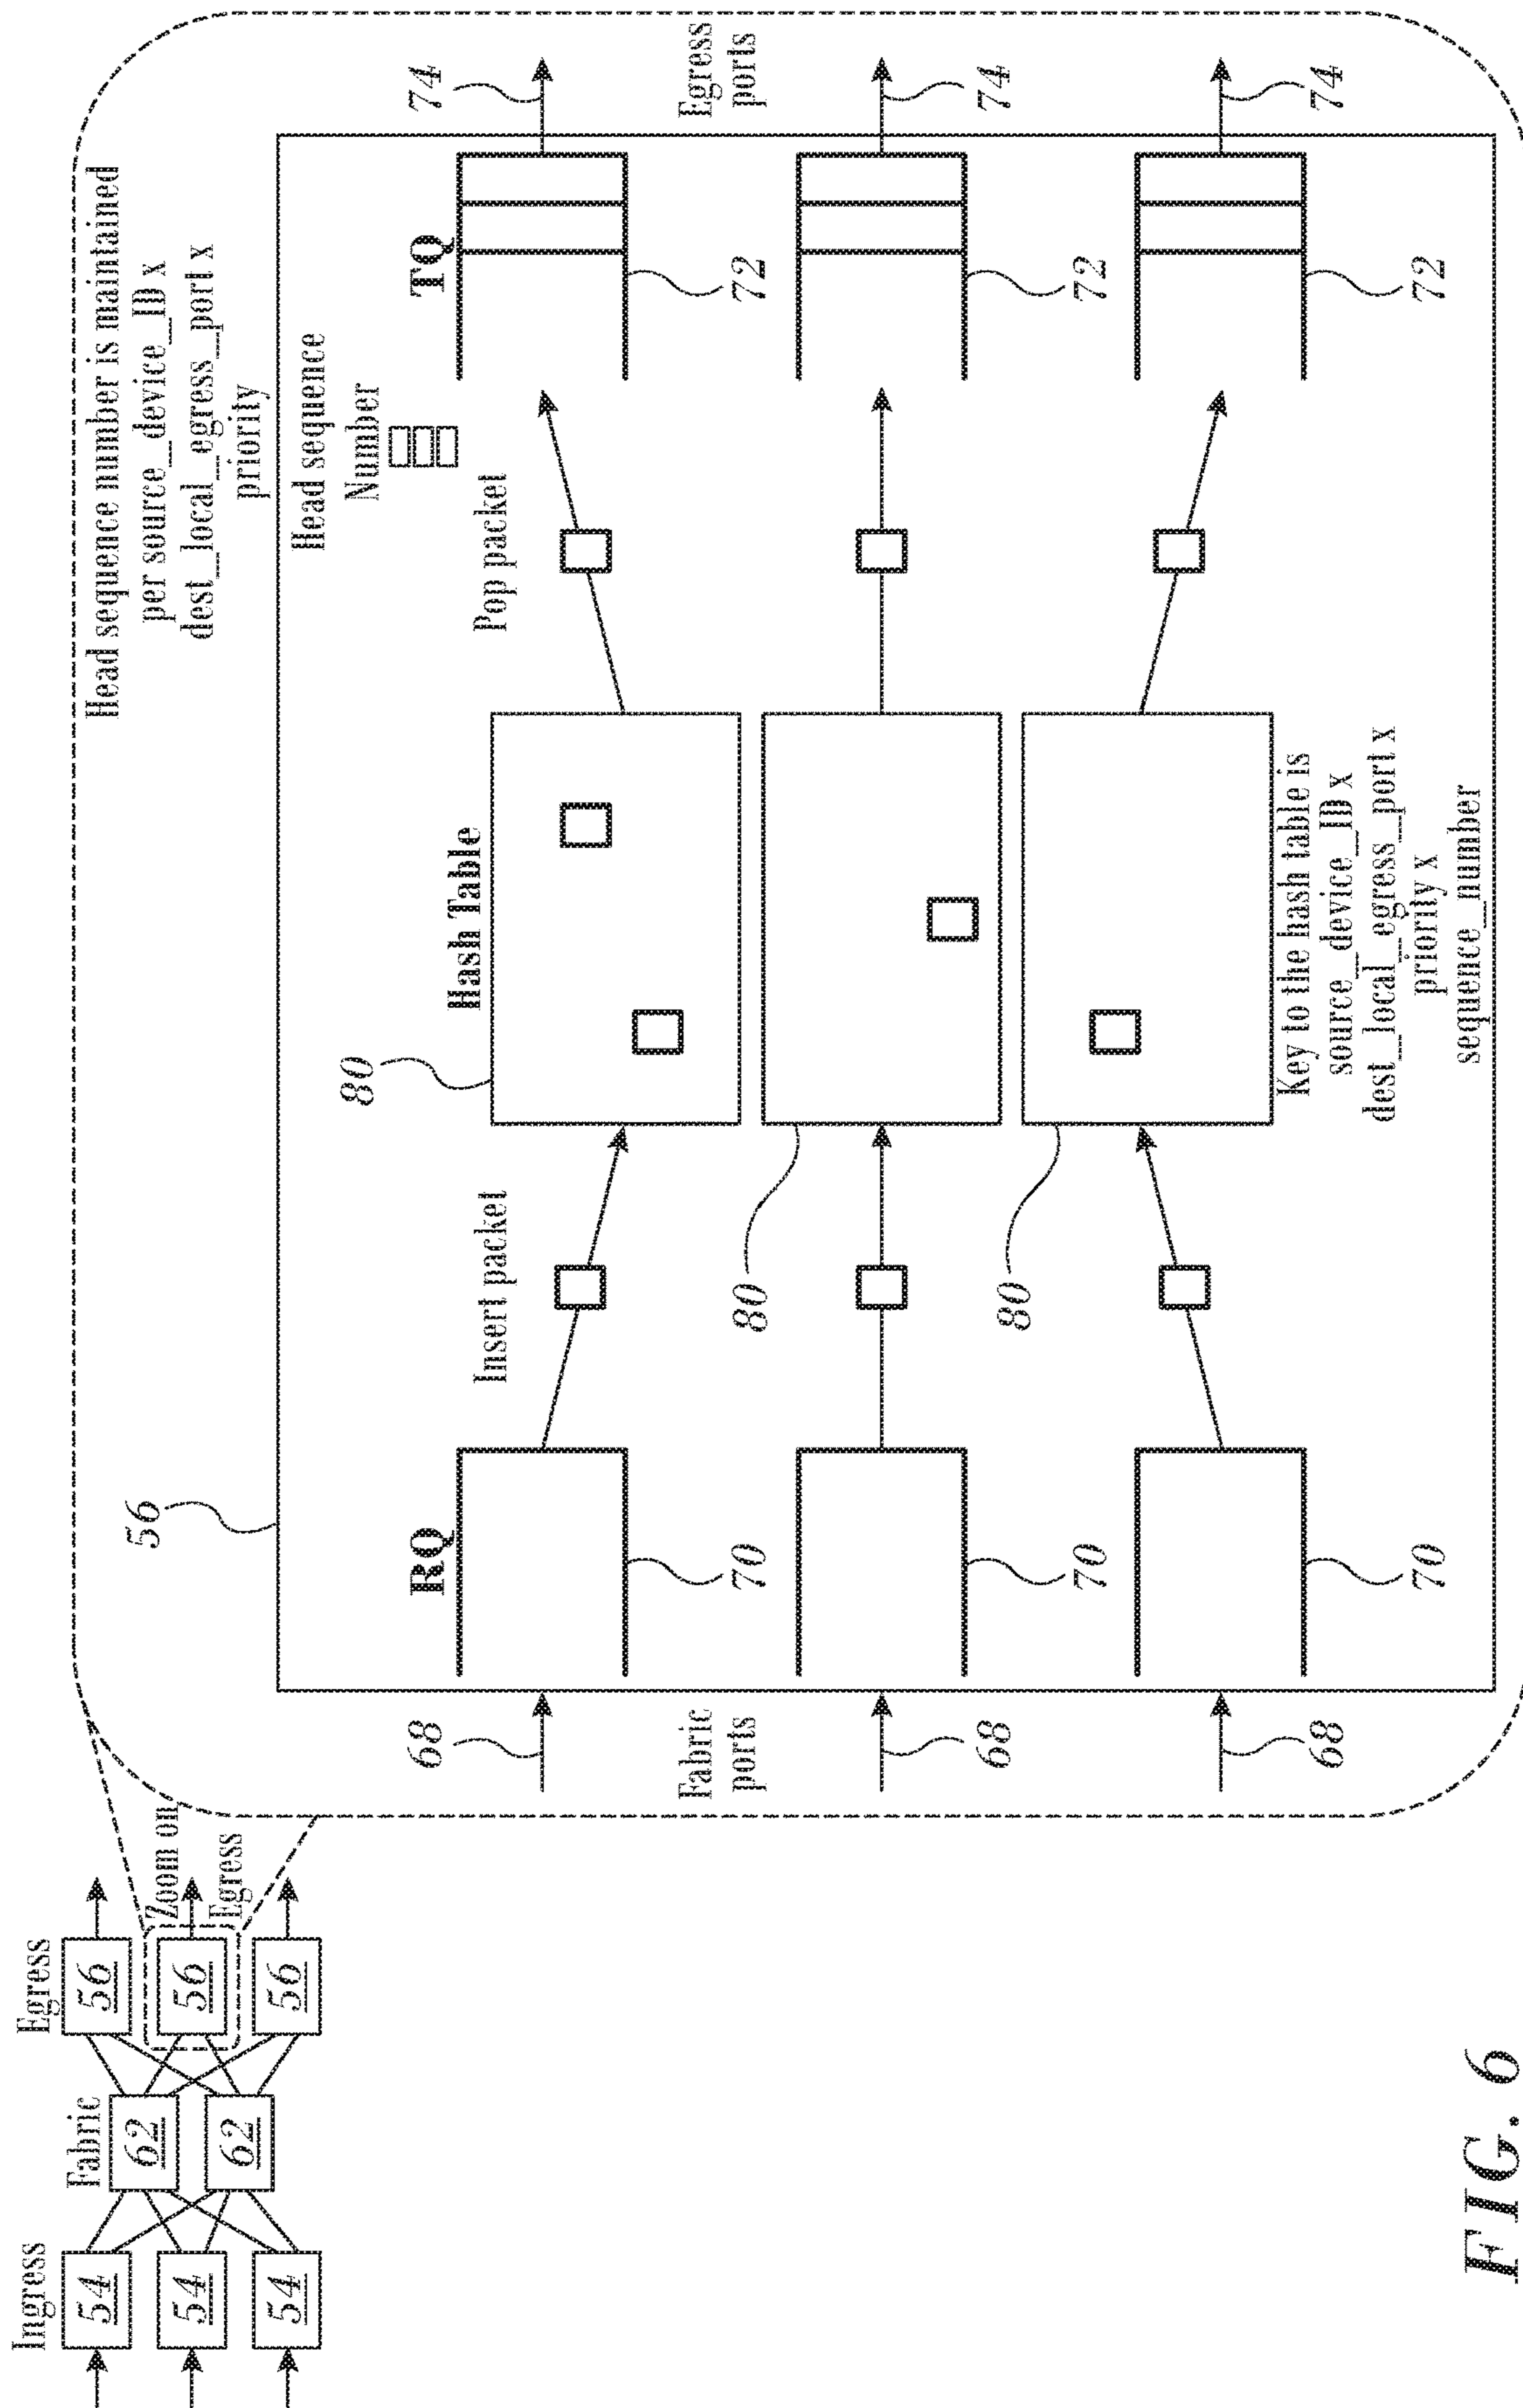 Ingress
Fabric
Egress
54
54
54
62
62
56
56
56
Zoom on
Egress
56
Head sequence number is maintained
per source_device_ID x
dest_local_egress_port x
priority
Head sequence
Number
RQ
Insert packet
Hash Table
Pop packet
TQ
Fabric
ports
Egress
ports
68
68
68
70
70
70
80
80
80
72
72
72
74
74
74
Key to the hash table is
source_device_ID x
dest_local_egress_port x
priority x
sequence_number
FIG. 6